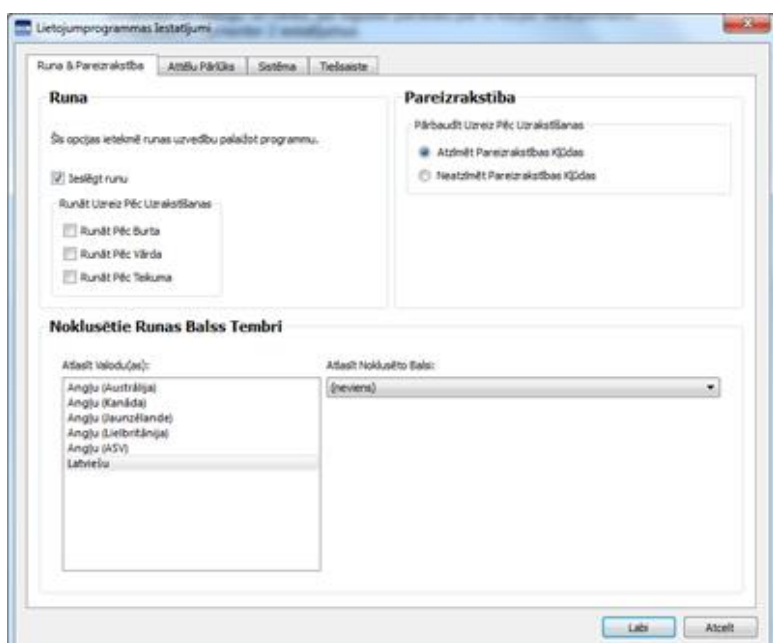 Lietojumprogrammas Iestatījumi
Runa & Pareizrakstība
Attēlu Pārlūks
Sistēma
Tiešsaiste
Runa
Šīs opcijas ietekmē runas uzvedību palaižot programmu.
Ieslēgt runu
Runāt Uzreiz Pēc Uzrakstīšanas
Runāt Pēc Burta
Runāt Pēc Vārda
Runāt Pēc Teikuma
Pareizrakstība
Pārbaudīt Uzreiz Pēc Uzrakstīšanas
Atzīmēt Pareizrakstības Kļūdas
Neatzīmēt Pareizrakstības Kļūdas
Noklusētie Runas Balss Tembri
Atlasīt Valodu(as):
Angļu (Austrālija)
Angļu (Kanāda)
Angļu (Jaunzēlande)
Angļu (Lielbritānija)
Angļu (ASV)
Latviešu
Atlasīt Noklusēto Balsi:
(neviens)
Labi
Atcelt